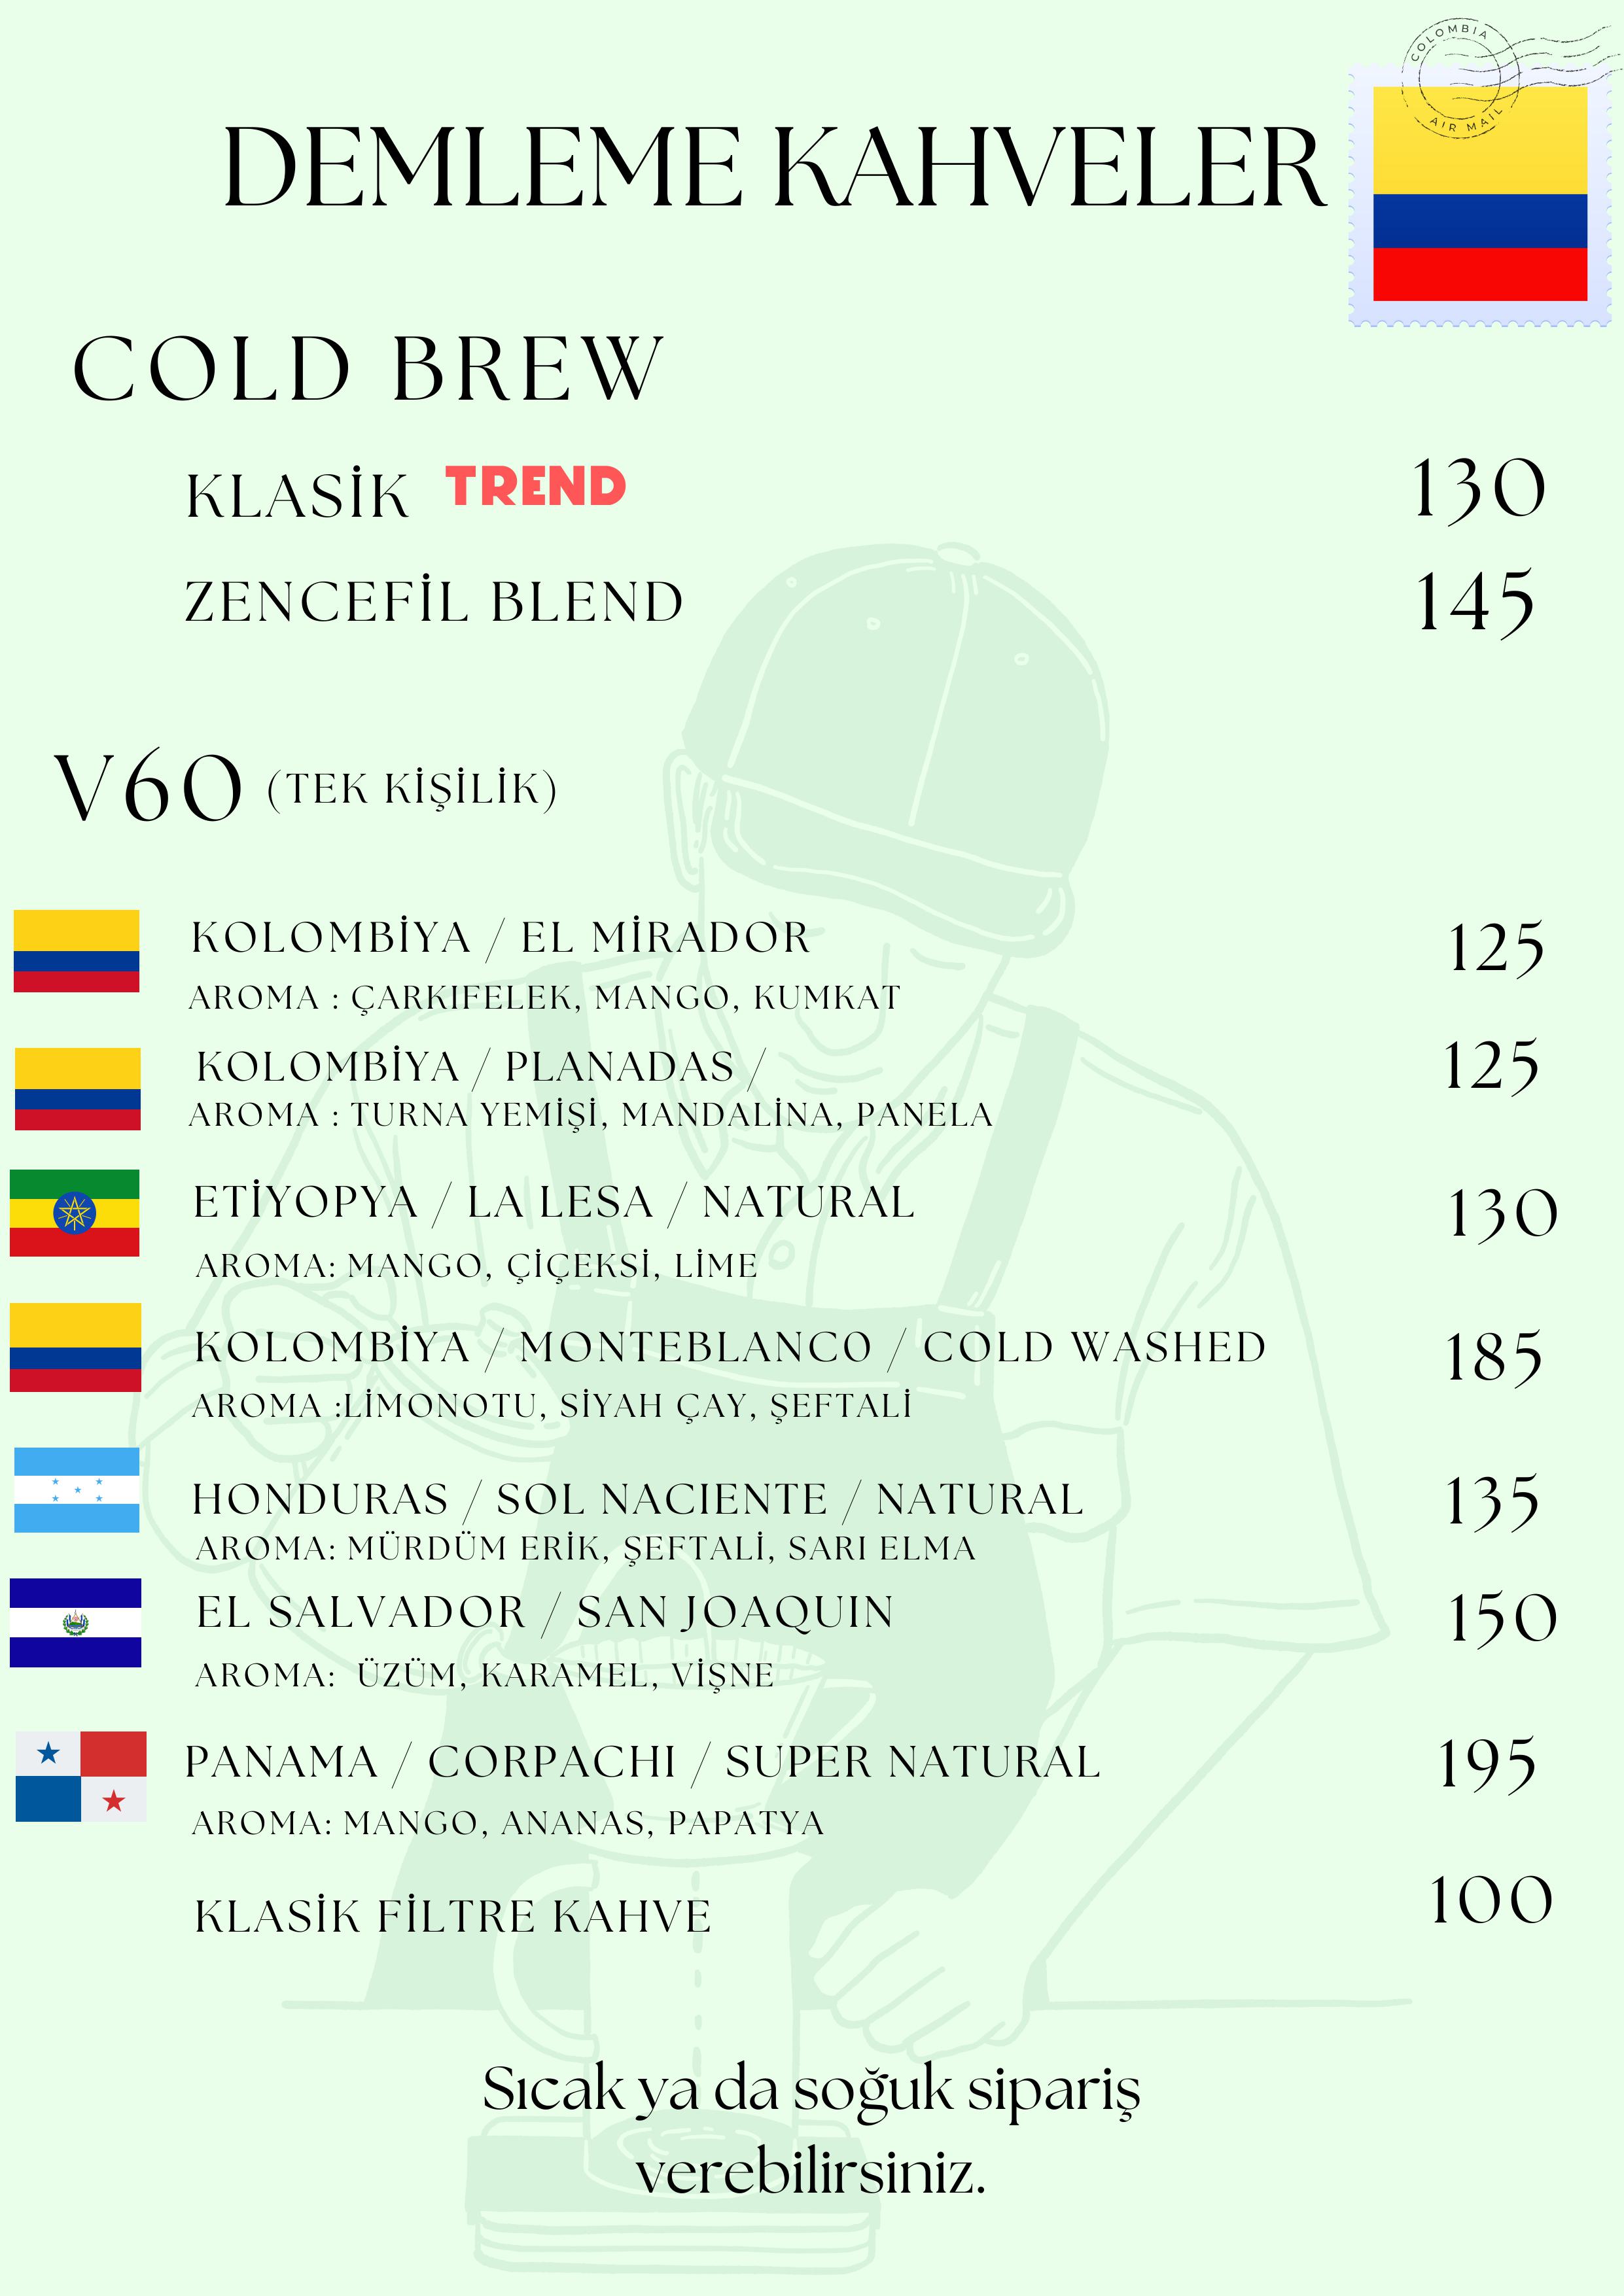 COLOMBIA
AIR MAIL
DEMLEME KAHVELER
COLD BREW
KLASİK TREND 130
ZENCEFİL BLEND 145
V60 (TEK KİŞİLİK)
KOLOMBİYA / EL MİRADOR 125
AROMA : ÇARKIFELEK, MANGO, KUMKAT
KOLOMBİYA / PLANADAS / 125
AROMA : TURNA YEMİŞİ, MANDALİNA, PANELA
ETİYOPYA / LA LESA / NATURAL 130
AROMA: MANGO, ÇİÇEKSİ, LİME
KOLOMBİYA / MONTEBLANC0 / COLD WASHED 185
AROMA :LİMONOTU, SİYAH ÇAY, ŞEFTALİ
HONDURAS / SOL NACIENTE / NATURAL 135
AROMA: MÜRDÜM ERİK, ŞEFTALİ, SARI ELMA
EL SALVADOR / SAN JOAQUIN 150
AROMA: ÜZÜM, KARAMEL, VİŞNE
PANAMA / CORPACHI / SUPER NATURAL 195
AROMA: MANGO, ANANAS, PAPATYA
KLASİK FİLTRE KAHVE 100
Sıcak ya da soğuk sipariş
verebilirsiniz.